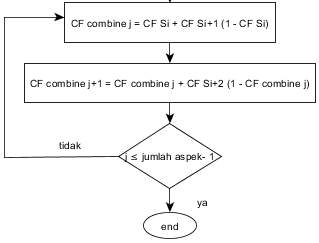 CF combine j = CF Si + CF Si+1 (1 - CF Si)
CF combine j+1 = CF combine j + CF Si+2 (1 - CF combine j)
tidak
j ≤ jumlah aspek- 1
ya
end